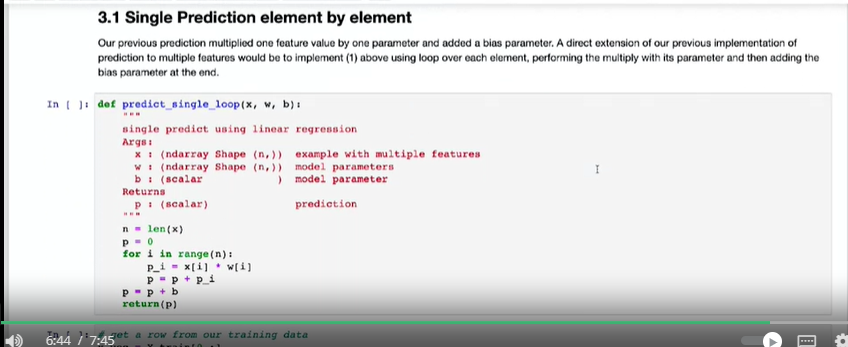 3.1 Single Prediction element by element
Our previous prediction multiplied one feature value by one parameter and added a bias parameter. A direct extension of our previous implementation of
prediction to multiple features would be to implement (1) above using loop over each element, performing the multiply with its parameter and then adding the
bias parameter at the end.
In [ ]: def predict_single_loop(x, w, b):
"""
single predict using linear regression
Args:
x : (ndarray Shape (n,)) example with multiple features
w : (ndarray Shape (n,)) model parameters
b : (scalar ) model parameter
Returns
p : (scalar) prediction
"""
n = len(x)
p = 0
for i in range(n):
p_i = x[i] * w[i]
p = p + p_i
p = p + b
return(p)
In [ ]: # get a row from our training data
6:44 / 7:45